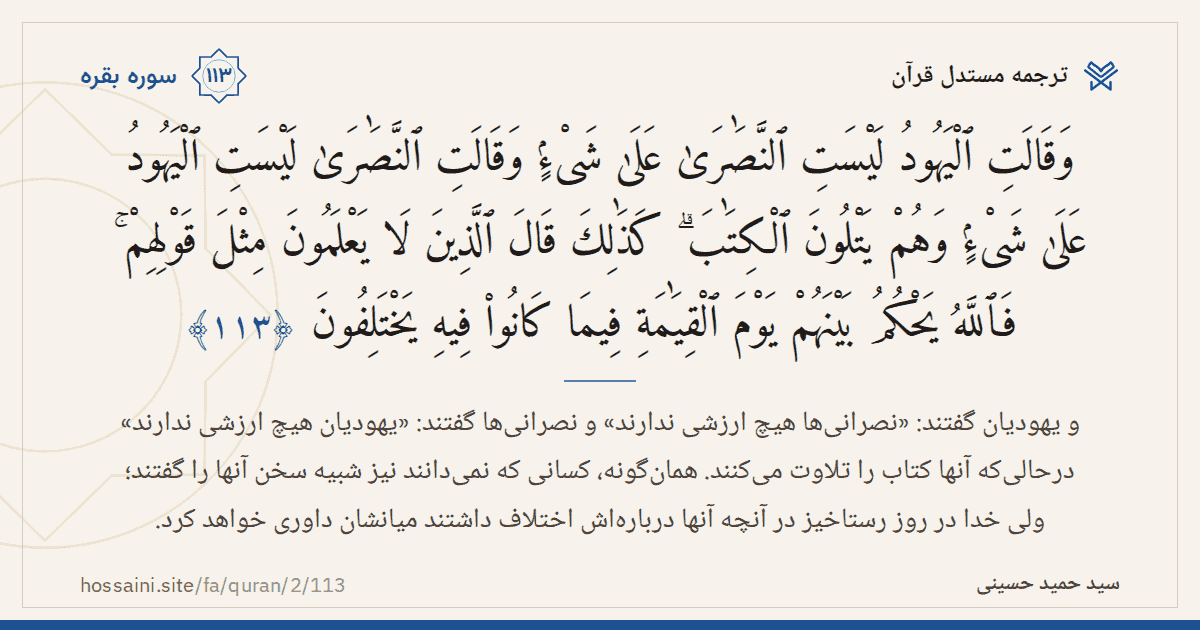 ترجمه مستدل قرآن
۱۱۳ سوره بقره
وَقَالَتِ ٱلْيَهُودُ لَيْسَتِ ٱلنَّصَٰرَىٰ عَلَىٰ شَىْءٍۢ وَقَالَتِ ٱلنَّصَٰرَىٰ لَيْسَتِ ٱلْيَهُودُ
عَلَىٰ شَىْءٍۢ وَهُمْ يَتْلُونَ ٱلْكِتَٰبَ ۗ كَذَٰلِكَ قَالَ ٱلَّذِينَ لَا يَعْلَمُونَ مِثْلَ قَوْلِهِمْ ۚ
فَٱللَّهُ يَحْكُمُ بَيْنَهُمْ يَوْمَ ٱلْقِيَٰمَةِ فِيمَا كَانُوا۟ فِيهِ يَخْتَلِفُونَ ﴿۱۱۳﴾
و یهودیان گفتند: «نصرانی‌ها هیچ ارزشی ندارند» و نصرانی‌ها گفتند: «یهودیان هیچ ارزشی ندارند»
درحالی‌که آنها کتاب را تلاوت می‌کنند. همان‌گونه، کسانی که نمی‌دانند نیز شبیه سخن آنها را گفتند؛
ولی خدا در روز رستاخیز در آنچه آنها درباره‌اش اختلاف داشتند میانشان داوری خواهد کرد.
سید حمید حسینی
hossaini.site/fa/quran/2/113